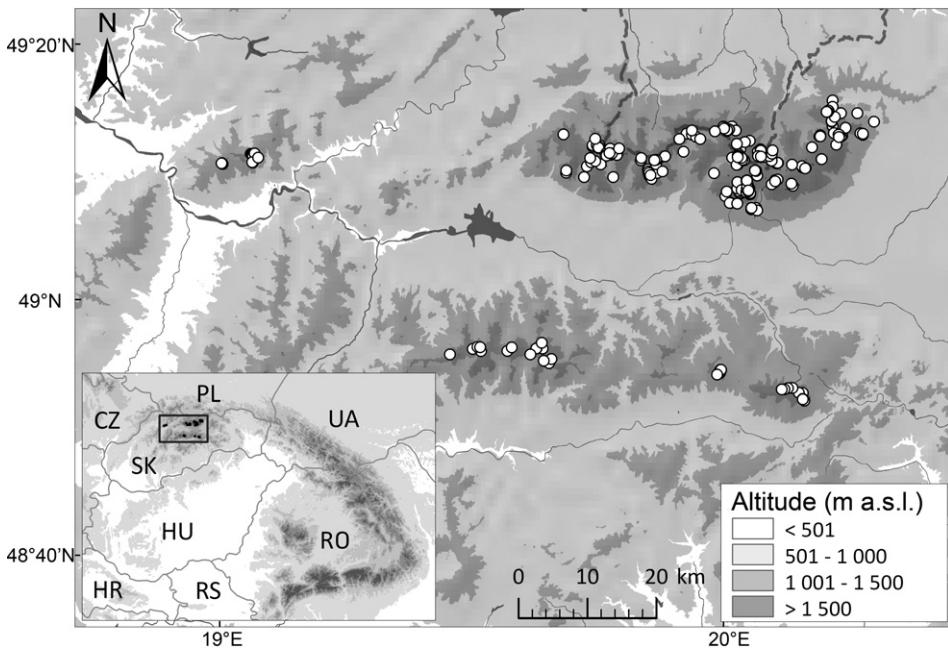 49°20'N
N
49°N
48°40'N
19°E
20°E
PL
CZ
UA
SK
HU
RO
HR
RS
0 10 20 km
Altitude (m a.s.l.)
< 501
501 - 1 000
1 001 - 1 500
> 1 500